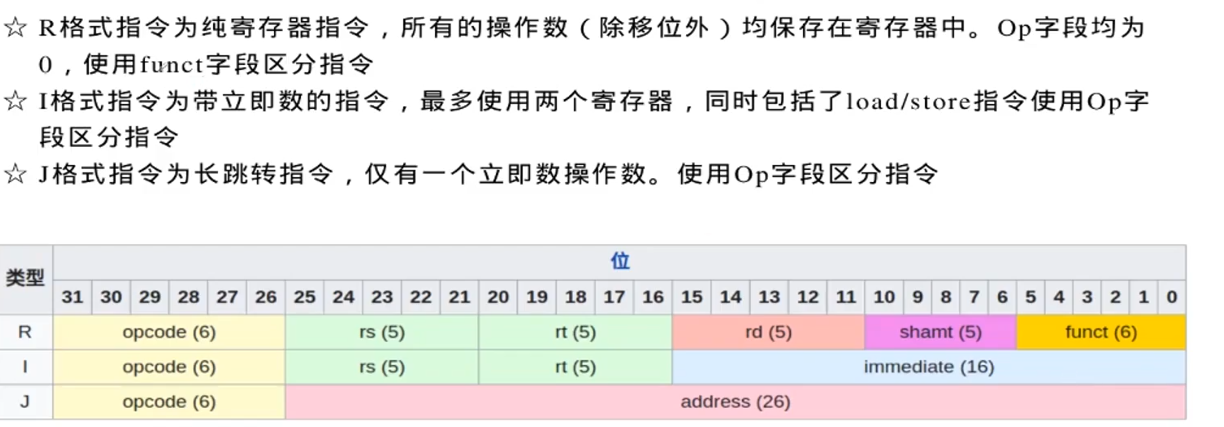 ☆ R格式指令为纯寄存器指令，所有的操作数（除移位外）均保存在寄存器中。Op字段均为
0，使用funct字段区分指令
☆ I格式指令为带立即数的指令，最多使用两个寄存器，同时包括了load/store指令使用Op字
段区分指令
☆ J格式指令为长跳转指令，仅有一个立即数操作数。使用Op字段区分指令
类型 位
31 30 29 28 27 26 25 24 23 22 21 20 19 18 17 16 15 14 13 12 11 10 9 8 7 6 5 4 3 2 1 0
R opcode (6) rs (5) rt (5) rd (5) shamt (5) funct (6)
I opcode (6) rs (5) rt (5) immediate (16)
J opcode (6) address (26)